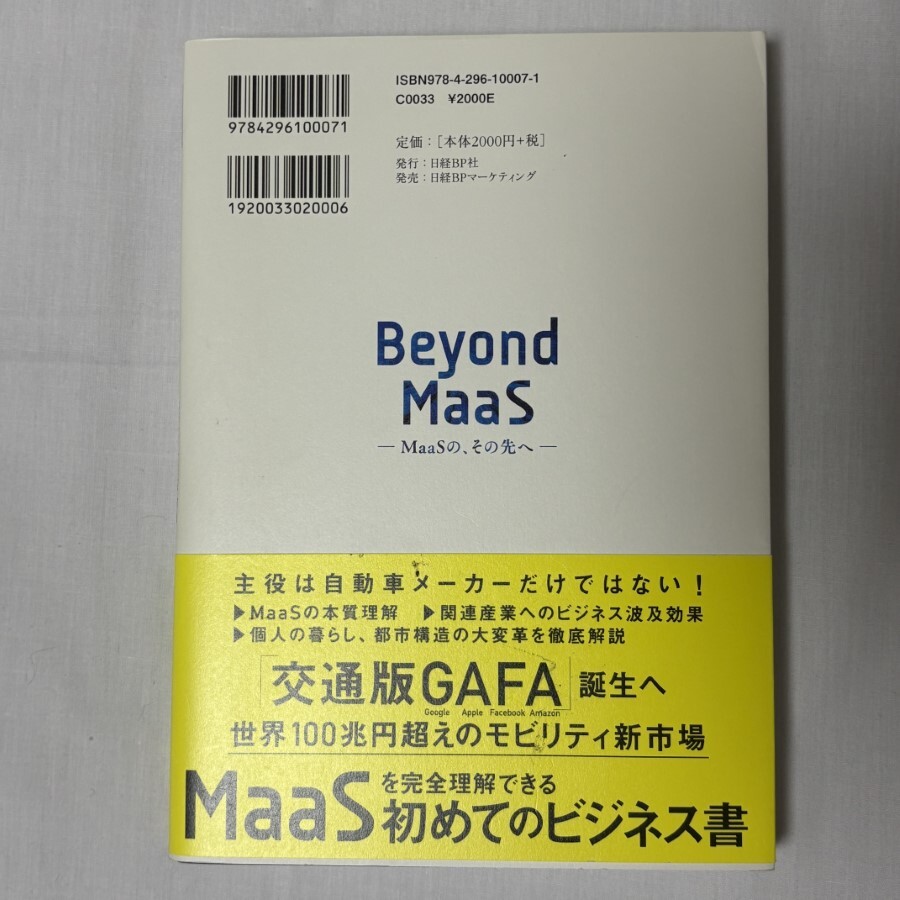 ISBN978-4-296-10007-1
C0033 ¥2000E
9784296100071
定価：[本体2000円+税]
発行：日経BP社
発売：日経BPマーケティング
1920033020006
Beyond
MaaS
― MaaSの、その先へ ―
主役は自動車メーカーだけではない！
▶MaaSの本質理解 ▶関連産業へのビジネス波及効果
▶個人の暮らし、都市構造の大変革を徹底解説
「交通版GAFA」誕生へ
Google Apple Facebook Amazon
世界100兆円超えのモビリティ新市場
MaaSを完全理解できる
初めてのビジネス書